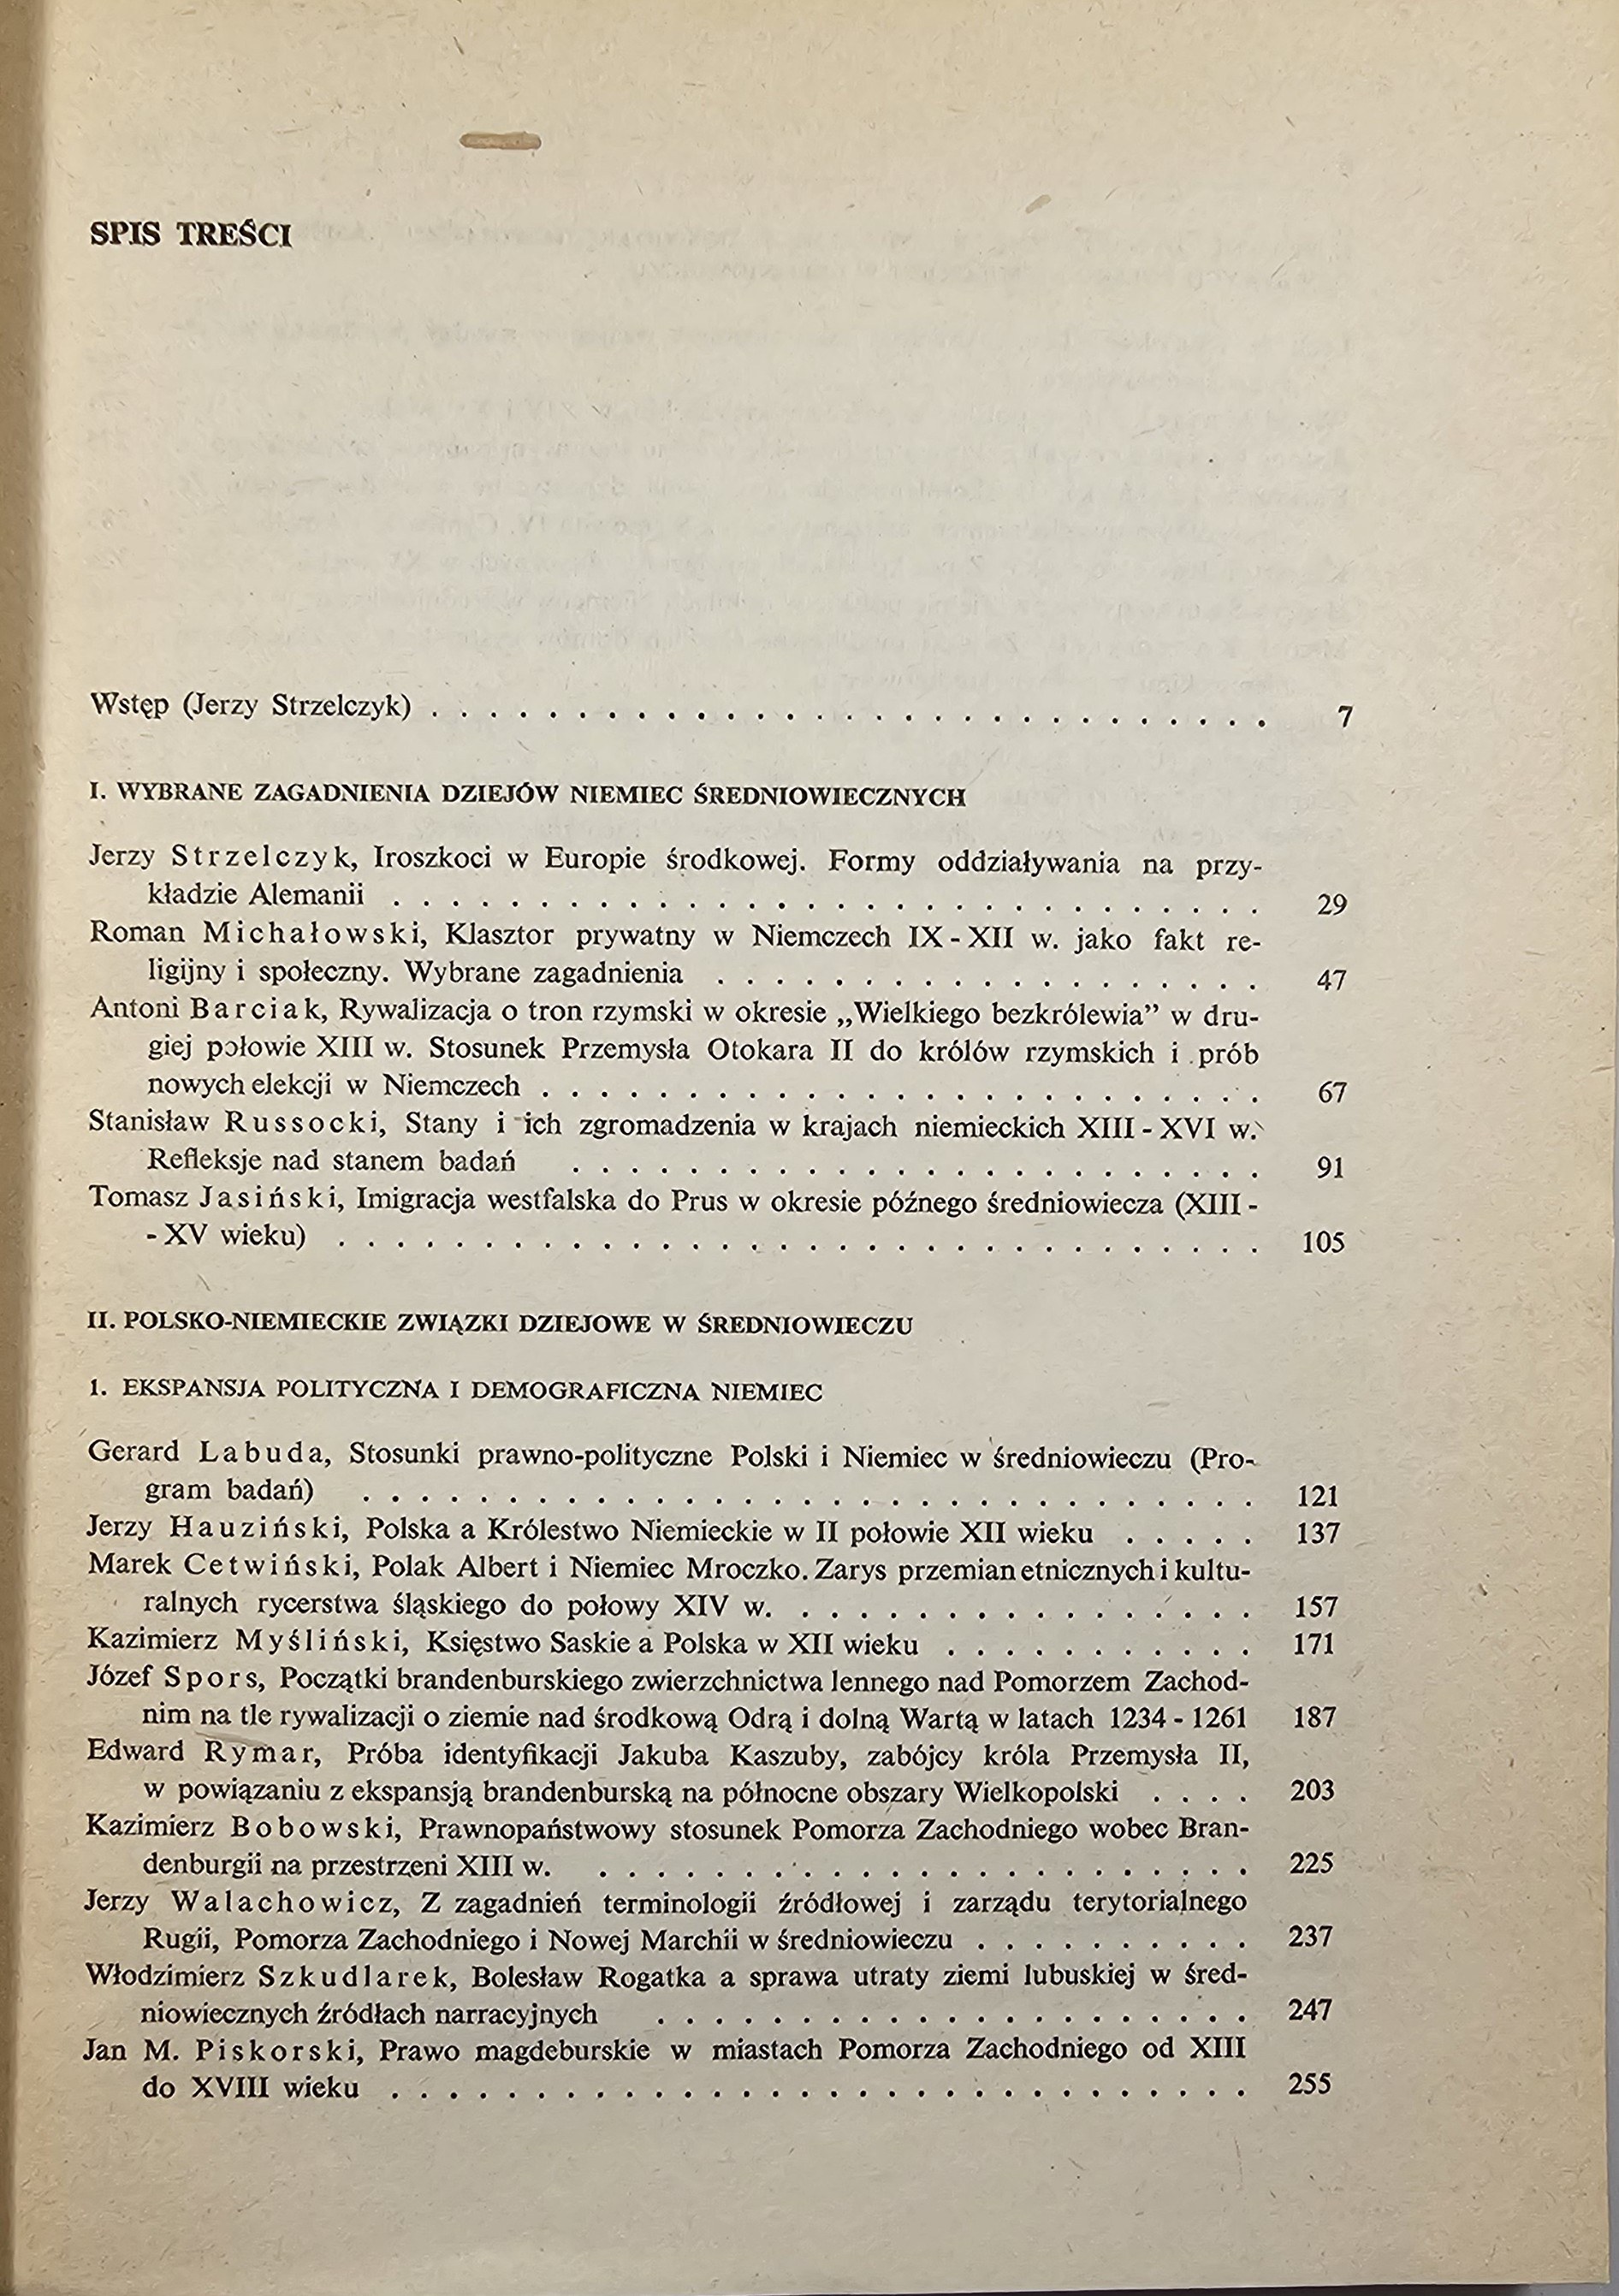 SPIS TREŚCI
Wstęp (Jerzy Strzelczyk) . . . . . . . . . . . . . . . . . . . . . . . . . . . . . 7
I. WYBRANE ZAGADNIENIA DZIEJÓW NIEMIEC ŚREDNIOWIECZNYCH
Jerzy Strzelczyk, Iroszkoci w Europie środkowej. Formy oddziaływania na przy-
kładzie Alemanii . . . . . . . . . . . . . . . . . . . . . . . . . . . . . . 29
Roman Michałowski, Klasztor prywatny w Niemczech IX - XII w. jako fakt re-
ligijny i społeczny. Wybrane zagadnienia . . . . . . . . . . . . . . . . . . . 47
Antoni Barciak, Rywalizacja o tron rzymski w okresie „Wielkiego bezkrólewia” w dru-
giej połowie XIII w. Stosunek Przemysła Otokara II do królów rzymskich i prób
nowych elekcji w Niemczech . . . . . . . . . . . . . . . . . . . . . . . . . 67
Stanisław Russocki, Stany i ich zgromadzenia w krajach niemieckich XIII - XVI w.
Refleksje nad stanem badań . . . . . . . . . . . . . . . . . . . . . . . . 91
Tomasz Jasiński, Imigracja westfalska do Prus w okresie późnego średniowiecza (XIII -
- XV wieku) . . . . . . . . . . . . . . . . . . . . . . . . . . . . . . . . 105
II. POLSKO-NIEMIECKIE ZWIĄZKI DZIEJOWE W ŚREDNIOWIECZU
1. EKSPANSJA POLITYCZNA I DEMOGRAFICZNA NIEMIEC
Gerard Labuda, Stosunki prawno-polityczne Polski i Niemiec w średniowieczu (Pro-
gram badań) . . . . . . . . . . . . . . . . . . . . . . . . . . . . . . . 121
Jerzy Hauziński, Polska a Królestwo Niemieckie w II połowie XII wieku . . . . . 137
Marek Cetwiński, Polak Albert i Niemiec Mroczko. Zarys przemian etnicznych i kultu-
ralnych rycerstwa śląskiego do połowy XIV w. . . . . . . . . . . . . . . . . 157
Kazimierz Myśliński, Księstwo Saskie a Polska w XII wieku . . . . . . . . . . . 171
Józef Spors, Początki brandenburskiego zwierzchnictwa lennego nad Pomorzem Zachod-
nim na tle rywalizacji o ziemie nad środkową Odrą i dolną Wartą w latach 1234 - 1261 187
Edward Rymar, Próba identyfikacji Jakuba Kaszuby, zabójcy króla Przemysła II,
w powiązaniu z ekspansją brandenburską na północne obszary Wielkopolski . . . . 203
Kazimierz Bobowski, Prawnopaństwowy stosunek Pomorza Zachodniego wobec Bran-
denburgii na przestrzeni XIII w. . . . . . . . . . . . . . . . . . . . . . . . 225
Jerzy Walachowicz, Z zagadnień terminologii źródłowej i zarządu terytorialnego
Rugii, Pomorza Zachodniego i Nowej Marchii w średniowieczu . . . . . . . . . . 237
Włodzimierz Szkudlarek, Bolesław Rogatka a sprawa utraty ziemi lubuskiej w śred-
niowiecznych źródłach narracyjnych . . . . . . . . . . . . . . . . . . . . . 247
Jan M. Piskorski, Prawo magdeburskie w miastach Pomorza Zachodniego od XIII
do XVIII wieku . . . . . . . . . . . . . . . . . . . . . . . . . . . . . . 255